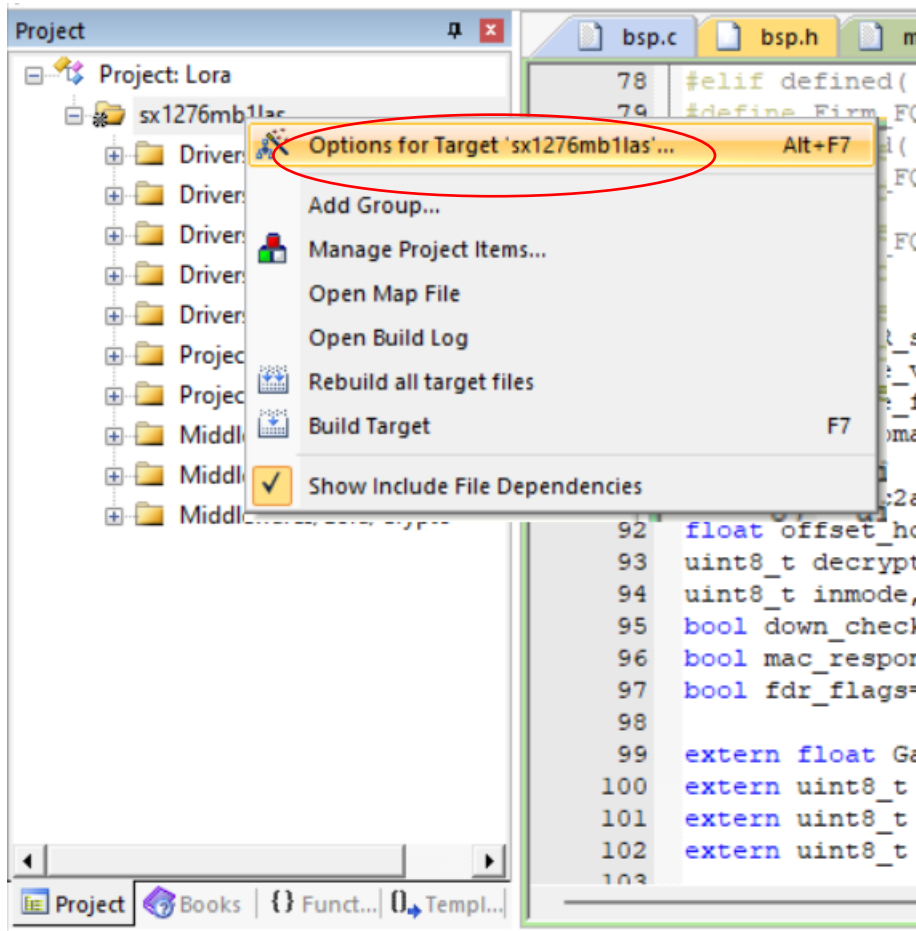 Project
Project: Lora
sx1276mb1las
Drivers
Drivers
Drivers
Drivers
Drivers
Projec
Projec
Middl
Middl
Options for Target 'sx1276mb1las'... Alt+F7
Add Group...
Manage Project Items...
Open Map File
Open Build Log
Rebuild all target files
Build Target F7
Show Include File Dependencies
Project Books {} Funct... Templ...
bsp.c bsp.h m
78 #elif defined(
79 #define Firm_FQ
92 float offset_ho
93 uint8_t decrypt
94 uint8_t inmode,
95 bool down_check
96 bool mac_respon
97 bool fdr_flags=
98
99 extern float Ga
100 extern uint8_t
101 extern uint8_t
102 extern uint8_t
103